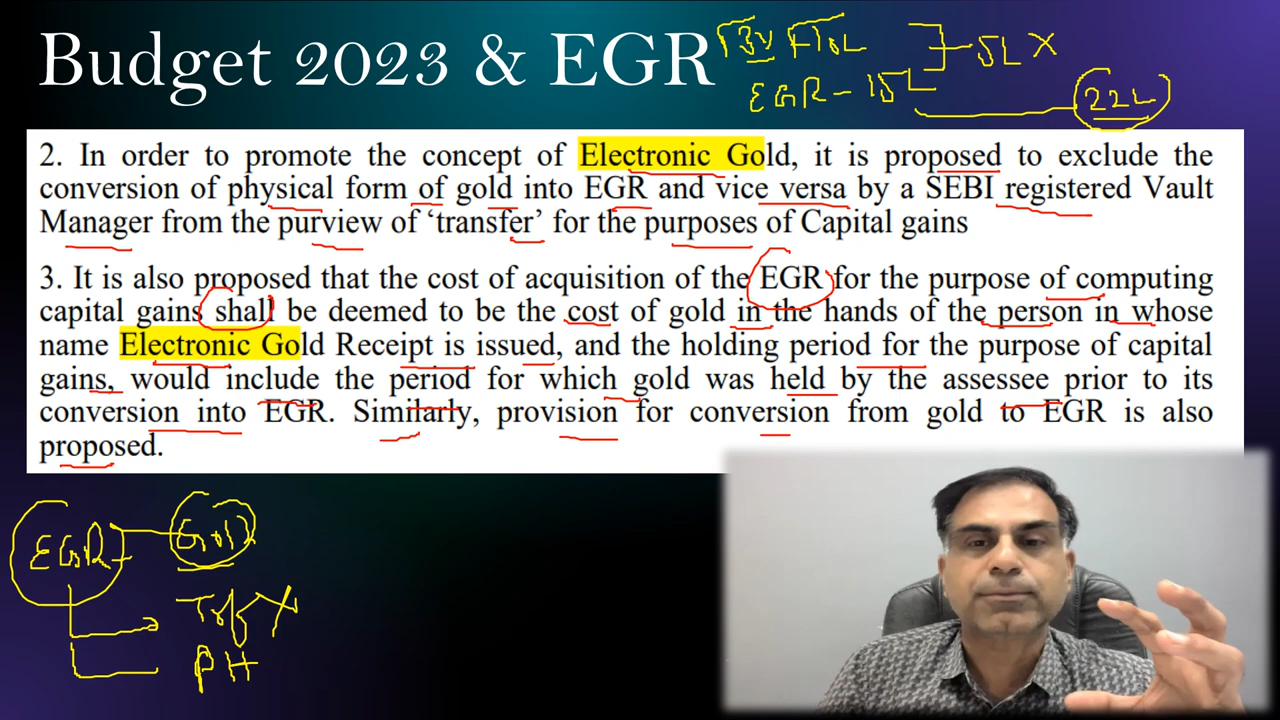 Budget 2023 & EGR
EGR - 15L
5L X
22L
2. In order to promote the concept of Electronic Gold, it is proposed to exclude the
conversion of physical form of gold into EGR and vice versa by a SEBI registered Vault
Manager from the purview of ‘transfer’ for the purposes of Capital gains
3. It is also proposed that the cost of acquisition of the EGR for the purpose of computing
capital gains shall be deemed to be the cost of gold in the hands of the person in whose
name Electronic Gold Receipt is issued, and the holding period for the purpose of capital
gains, would include the period for which gold was held by the assessee prior to its
conversion into EGR. Similarly, provision for conversion from gold to EGR is also
proposed.
EGR Gold
X
PH